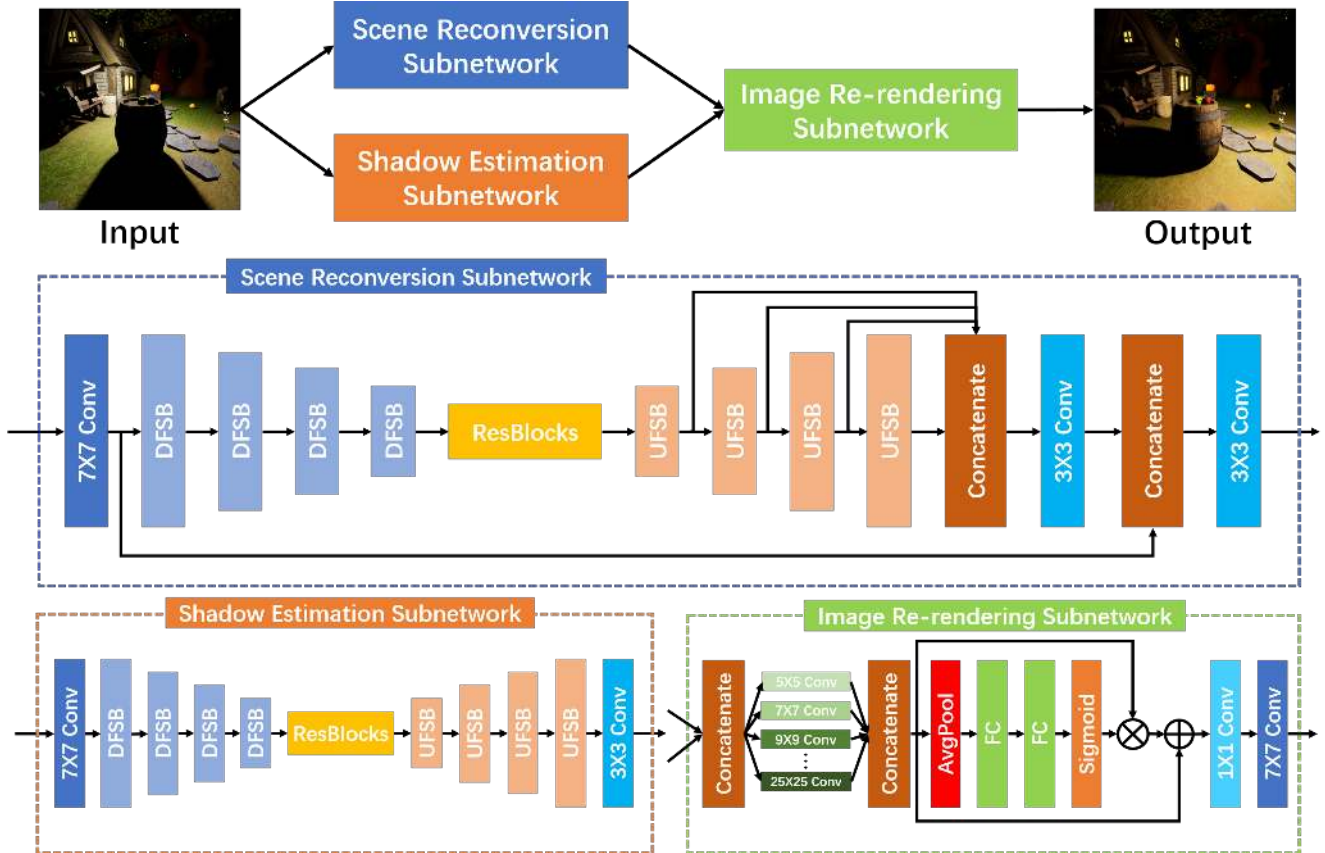 Scene Reconversion
Subnetwork
Image Re-rendering
Subnetwork
Shadow Estimation
Subnetwork
Input
Output
Scene Reconversion Subnetwork
7X7 Conv
DFSB
DFSB
DFSB
DFSB
ResBlocks
UFSB
UFSB
UFSB
UFSB
Concatenate
3X3 Conv
Concatenate
3X3 Conv
Shadow Estimation Subnetwork
7X7 Conv
DFSB
DFSB
DFSB
DFSB
ResBlocks
UFSB
UFSB
UFSB
UFSB
3X3 Conv
Image Re-rendering Subnetwork
Concatenate
5X5 Conv
7X7 Conv
9X9 Conv
25X25 Conv
Concatenate
AvgPool
FC
FC
Sigmoid
1X1 Conv
7X7 Conv